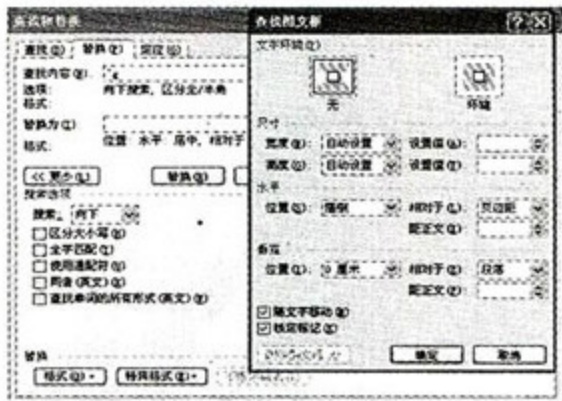 查找和替换
查找(D) 替换(P) 定位(G)
查找内容(N):
选项: 向下搜索, 区分全/半角
格式:
替换为(I):
格式: 位置: 水平 居中, 相对于
<< 更少(L) 替换(R)
搜索选项
搜索: 向下
区分大小写(H)
全字匹配(Y)
使用通配符(U)
同音(英文)(K)
查找单词的所有形式(英文)(W)
替换
格式(O) 特殊格式(E)
查找图文框
文字环绕(D)
无 环绕
尺寸
宽度(W): 自动设置 设置值(A):
高度(G): 自动设置 设置值(T):
水平
位置(S): 相对于(L): 页边距
距正文(X):
垂直
位置(I): 0 厘米 相对于(E): 段落
距正文(P):
随文字移动(M)
锁定标记(K)
确定 取消